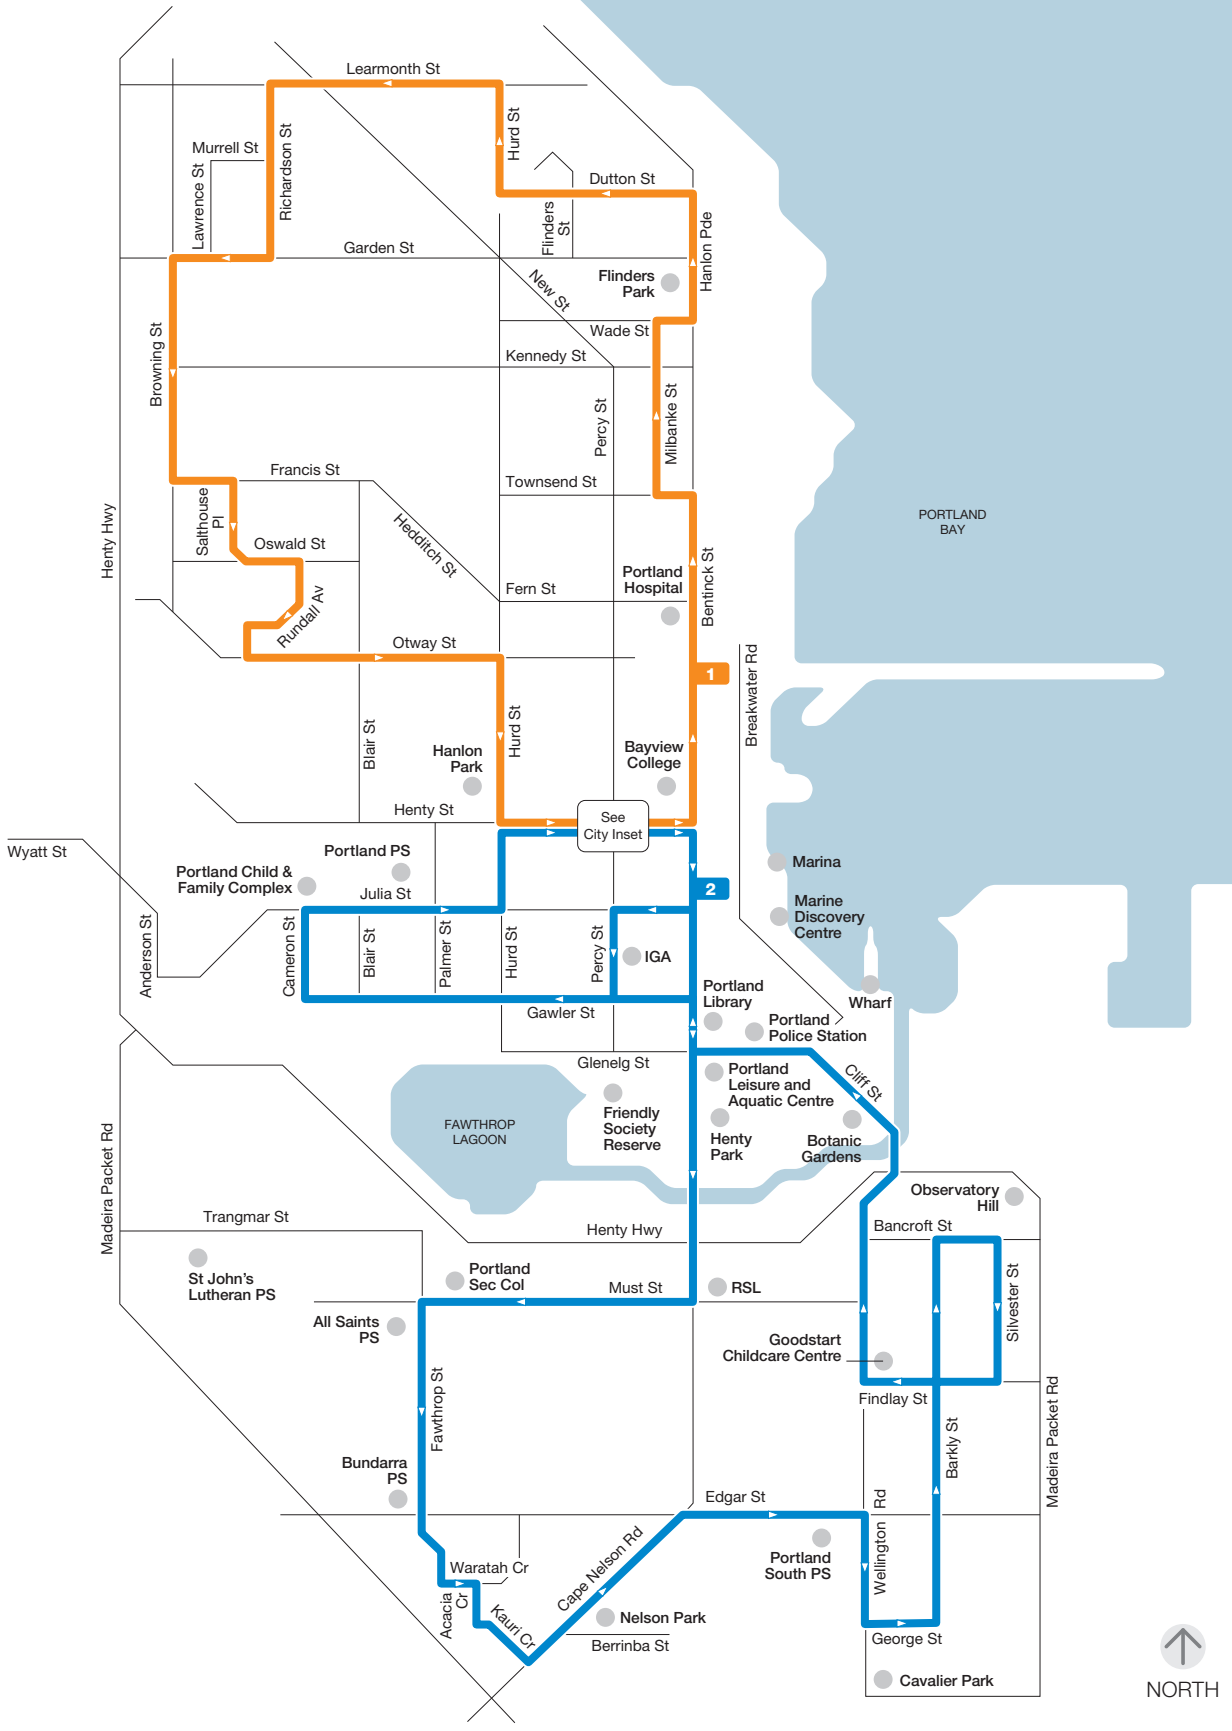 Learmonth St
Hurd St
Murrell St
Richardson St
Lawrence St
Dutton St
Flinders
St
Hanlon Pde
Garden St
Flinders
Park
New St
Wade St
Browning St
Kennedy St
Percy St
Milbanke St
Francis St
Townsend St
Salthouse
Pl
Hedditch St
Henty Hwy
Oswald St
PORTLAND
BAY
Portland
Hospital
Fern St
Bentinck St
Rundall Av
Otway St
1
Breakwater Rd
Hurd St
Blair St
Hanlon
Park
Bayview
College
Henty St
See
City Inset
Wyatt St
Portland PS
Portland Child &
Family Complex
Julia St
2
Marina
Marine
Discovery
Centre
Anderson St
Cameron St
Blair St
Palmer St
Hurd St
Percy St
IGA
Portland
Library
Wharf
Gawler St
Portland
Police Station
Glenelg St
Portland
Leisure and
Aquatic Centre
Cliff St
Friendly
Society
Reserve
FAWTHROP
LAGOON
Henty
Park
Botanic
Gardens
Madeira Packet Rd
Observatory
Hill
Trangmar St
Henty Hwy
Bancroft St
St John's
Lutheran PS
Portland
Sec Col
Must St
RSL
Silvester St
All Saints
PS
Goodstart
Childcare Centre
Findlay St
Fawthrop St
Barkly St
Madeira Packet Rd
Bundarra
PS
Edgar St
Wellington Rd
Portland
South PS
Waratah Cr
Acacia
Cr
Kauri Cr
Cape Nelson Rd
Nelson Park
Berrinba St
George St
Cavalier Park
NORTH